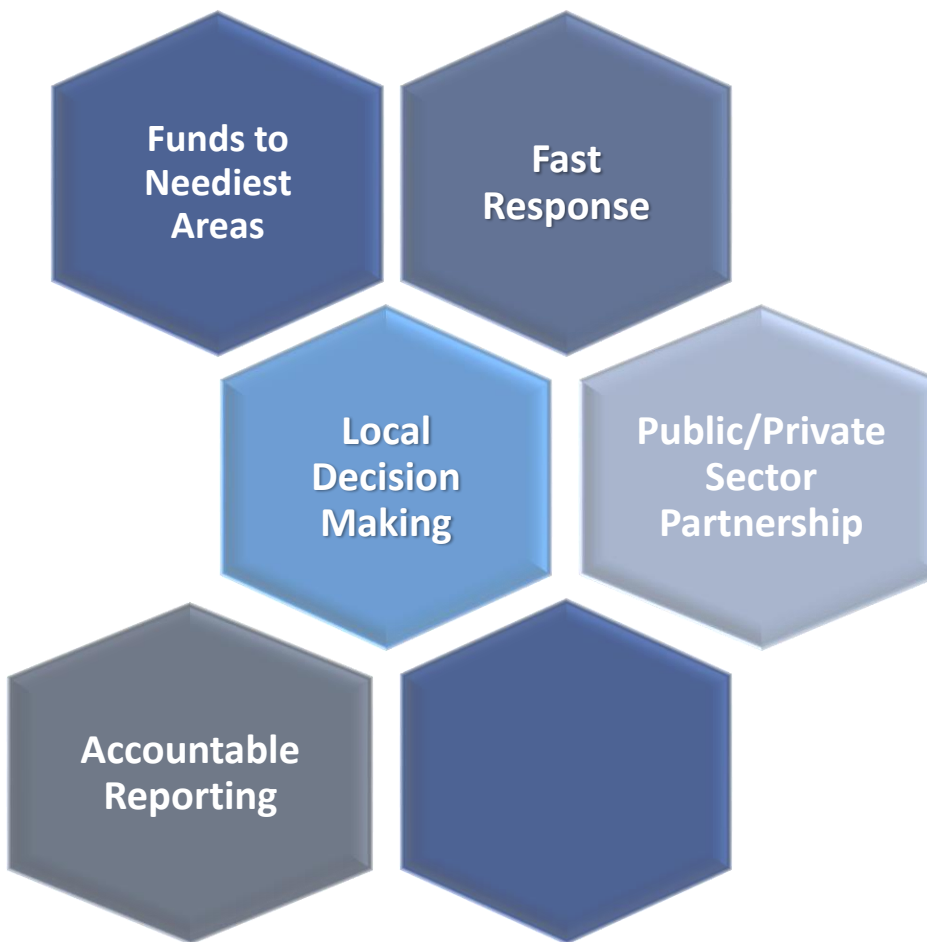 Funds to
Neediest
Areas
Fast
Response
Local
Decision
Making
Public/Private
Sector
Partnership
Accountable
Reporting